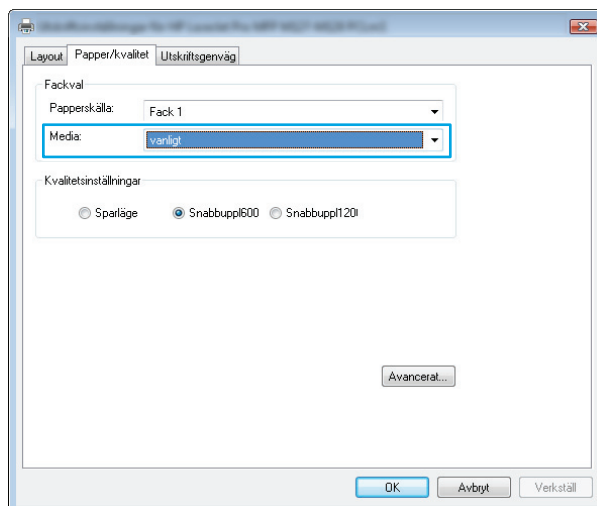 Layout Papper/kvalitet Utskriftsgenväg
Fackval
Papperskälla: Fack 1
Media: vanligt
Kvalitetsinställningar
Sparläge Snabbuppl600 Snabbuppl120
Avancerat...
OK Avbryt Verkställ